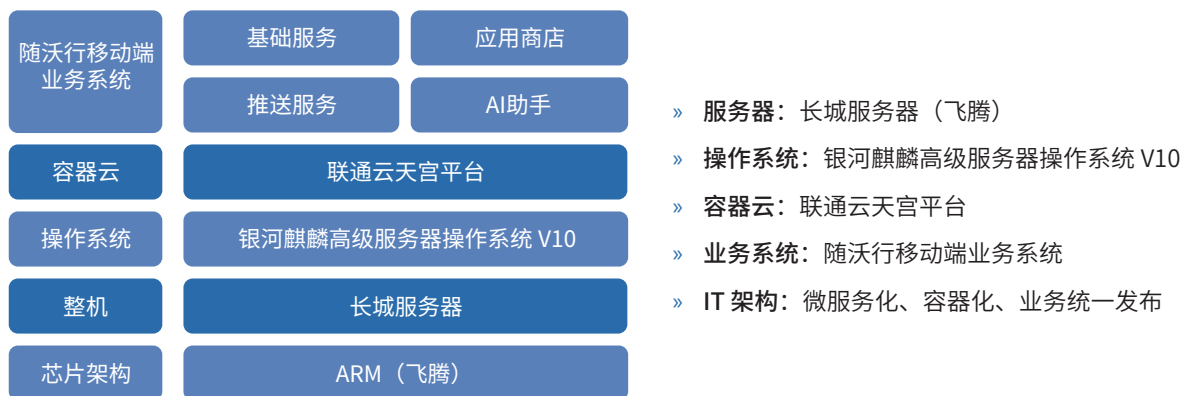 随沃行移动端
业务系统
基础服务
应用商店
推送服务
AI助手
容器云
联通云天宫平台
操作系统
银河麒麟高级服务器操作系统 V10
整机
长城服务器
芯片架构
ARM（飞腾）
» 服务器：长城服务器（飞腾）
» 操作系统：银河麒麟高级服务器操作系统 V10
» 容器云：联通云天宫平台
» 业务系统：随沃行移动端业务系统
» IT 架构：微服务化、容器化、业务统一发布